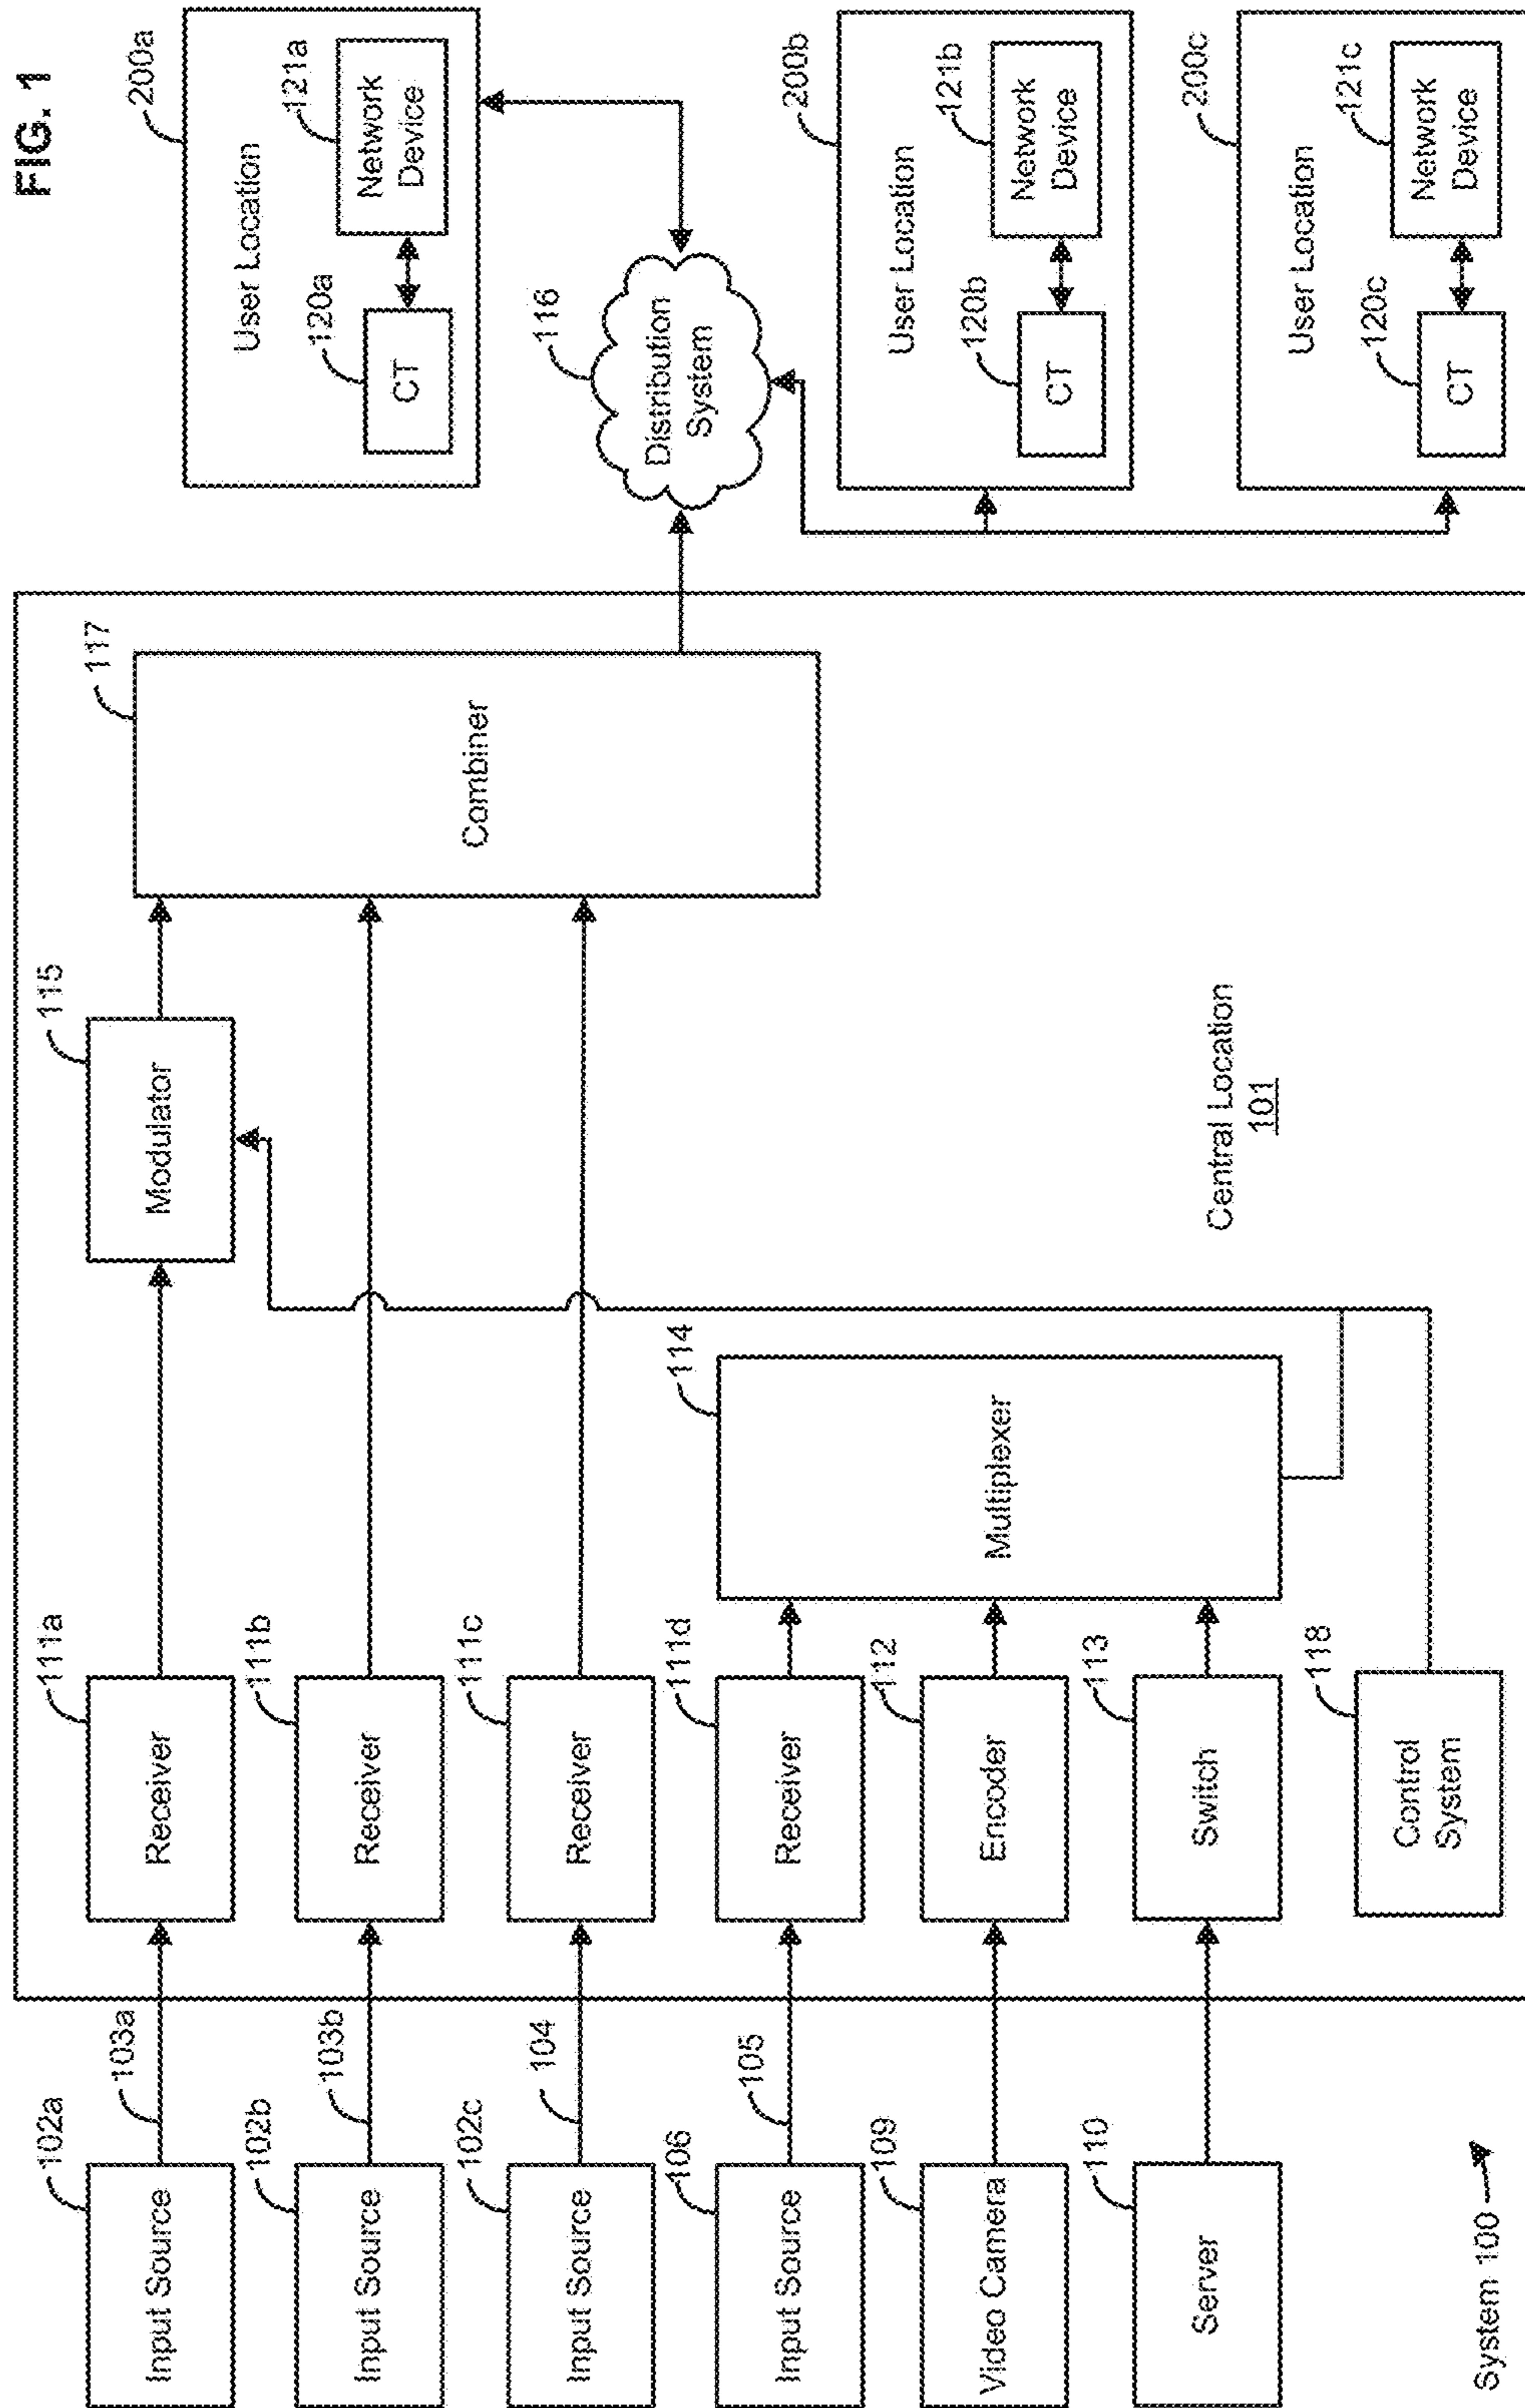 FIG. 1
102a
Input Source
103a
111a
Receiver
115
Modulator
117
Combiner
102b
Input Source
103b
111b
Receiver
102c
Input Source
104
111c
Receiver
106
Input Source
105
111d
Receiver
114
Multiplexer
109
Video Camera
112
Encoder
110
Server
113
Switch
118
Control
System
Central Location
101
116
Distribution
System
200a
User Location
120a
CT
121a
Network
Device
200b
User Location
120b
CT
121b
Network
Device
200c
User Location
120c
CT
121c
Network
Device
System 100